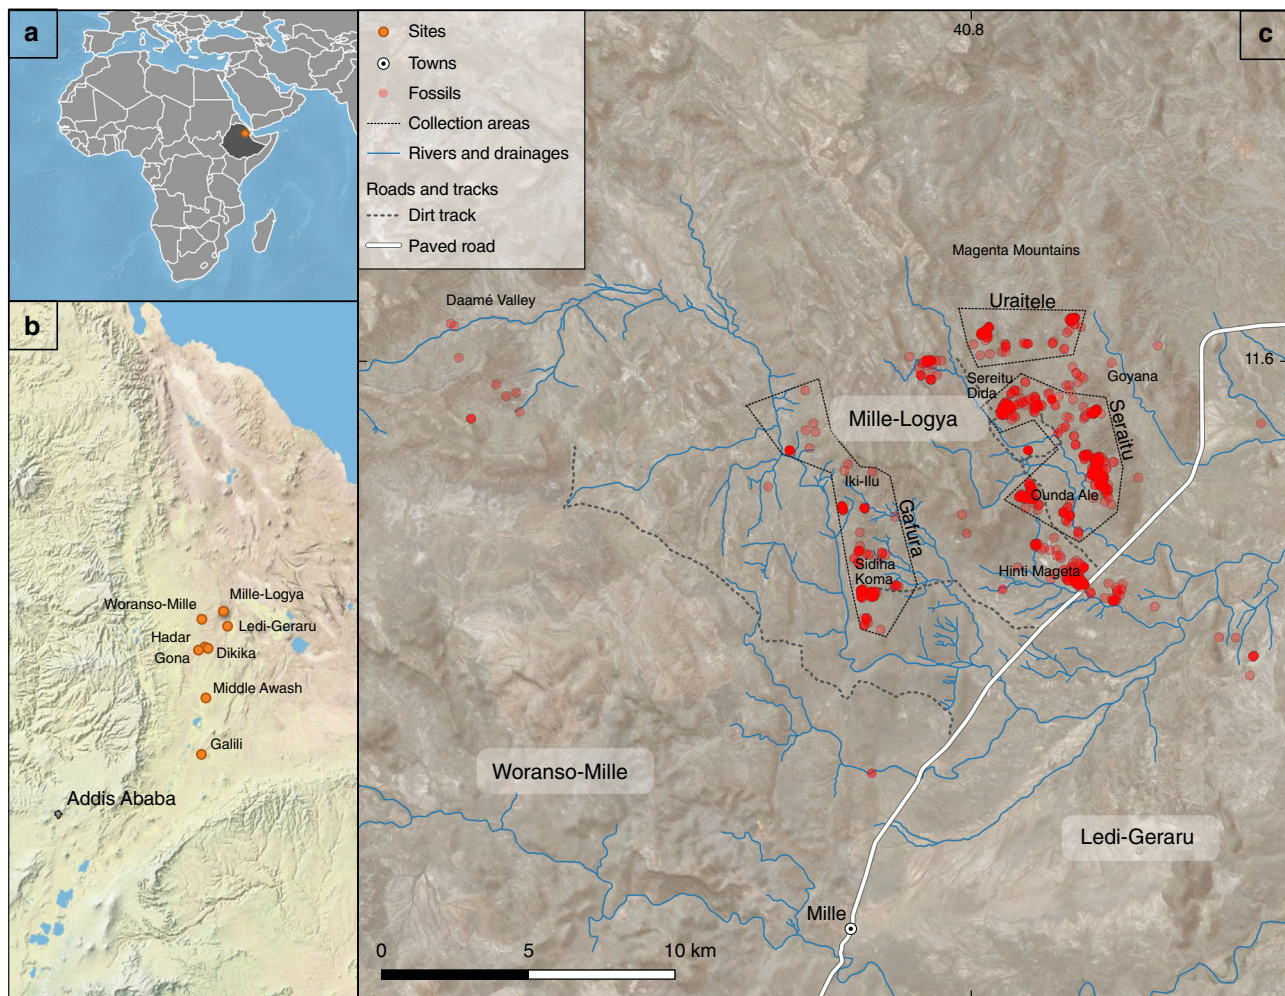 a
b
Woranso-Mille
Mille-Logya
Ledi-Geraru
Hadar
Gona
Dikika
Middle Awash
Galili
Addis Ababa
c
Sites
Towns
Fossils
Collection areas
Rivers and drainages
Roads and tracks
Dirt track
Paved road
40.8
11.6
Magenta Mountains
Daamé Valley
Uraitele
Sereitu
Dida
Goyana
Mille-Logya
Seraitu
Iki-Ilu
Gafura
Ounda Ale
Sidiha
Koma
Hinti Mageta
Woranso-Mille
Ledi-Geraru
Mille
0
5
10 km